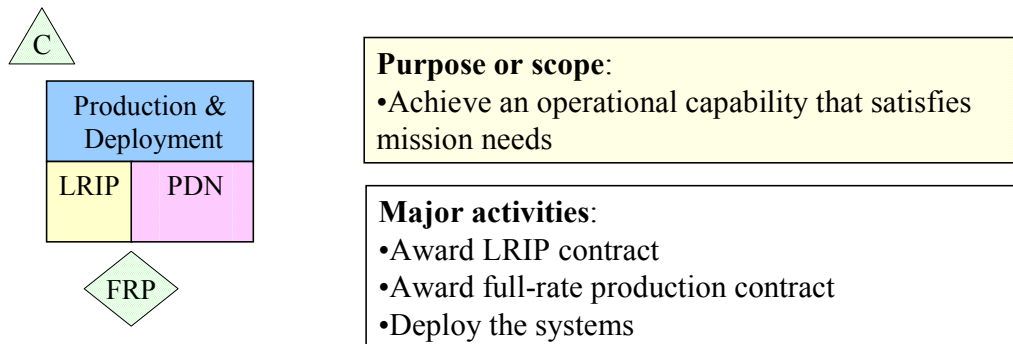 C
Production &
Deployment
LRIP PDN
FRP
Purpose or scope:
•Achieve an operational capability that satisfies
mission needs
Major activities:
•Award LRIP contract
•Award full-rate production contract
•Deploy the systems